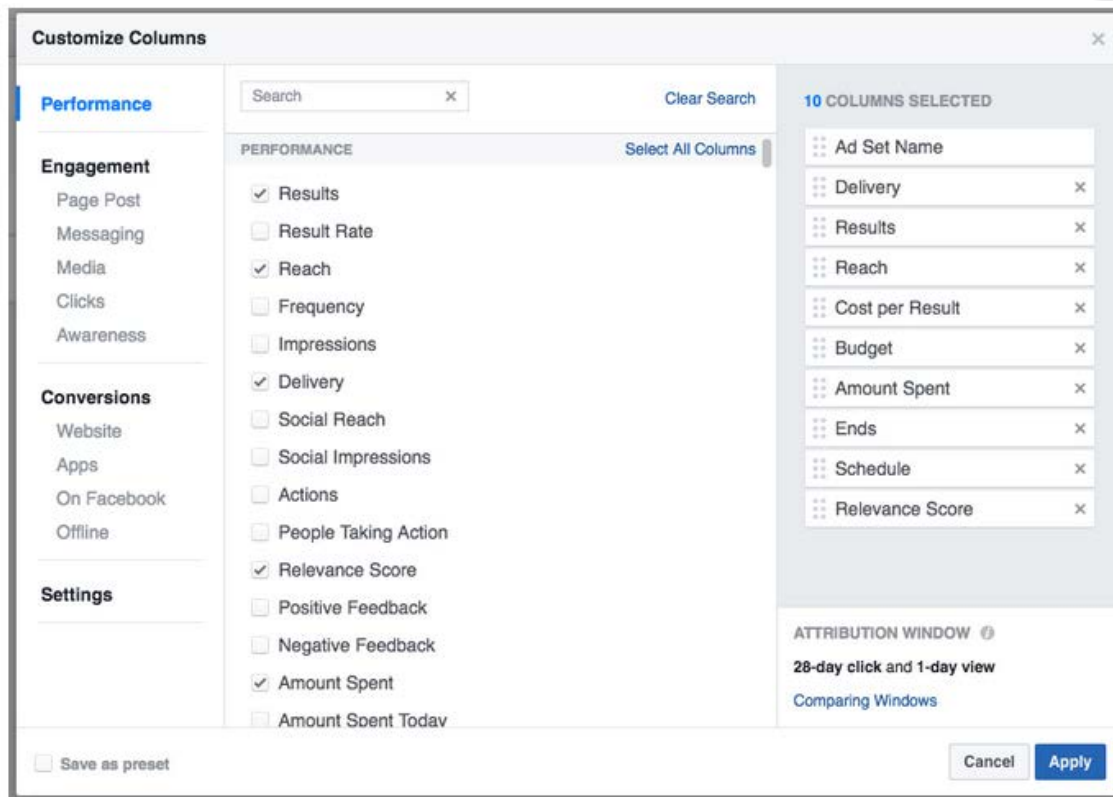 Customize Columns
Performance
Engagement
Page Post
Messaging
Media
Clicks
Awareness
Conversions
Website
Apps
On Facebook
Offline
Settings
Search
Clear Search
PERFORMANCE
Select All Columns
Results
Result Rate
Reach
Frequency
Impressions
Delivery
Social Reach
Social Impressions
Actions
People Taking Action
Relevance Score
Positive Feedback
Negative Feedback
Amount Spent
Amount Spent Today
10 COLUMNS SELECTED
Ad Set Name
Delivery
Results
Reach
Cost per Result
Budget
Amount Spent
Ends
Schedule
Relevance Score
ATTRIBUTION WINDOW
28-day click and 1-day view
Comparing Windows
Save as preset
Cancel
Apply